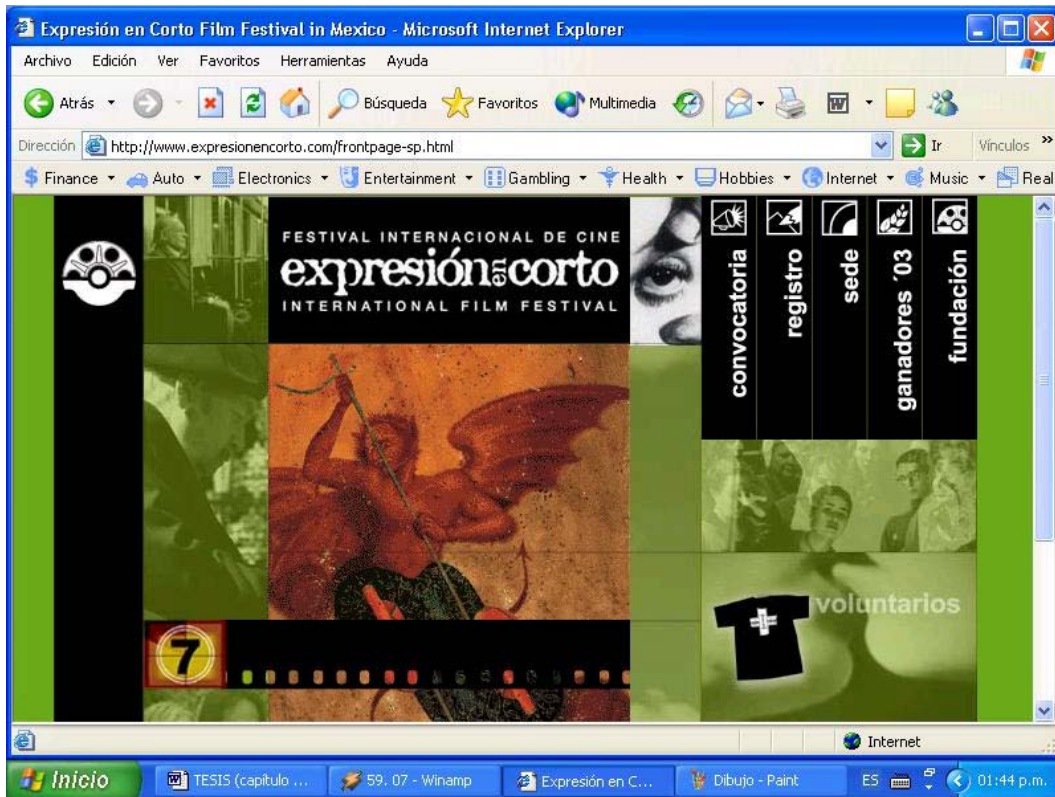 Expresión en Corto Film Festival in Mexico - Microsoft Internet Explorer
Archivo Edición Ver Favoritos Herramientas Ayuda
Atrás Búsqueda Favoritos Multimedia
Dirección http://www.expresionencorto.com/frontpage-sp.html Ir Vínculos »
Finance Auto Electronics Entertainment Gambling Health Hobbies Internet Music Real
FESTIVAL INTERNACIONAL DE CINE
expresión en corto
INTERNATIONAL FILM FESTIVAL
convocatoria
registro
sede
ganadores ´03
fundación
voluntarios
7
Internet
Inicio TESIS (capítulo ... 59. 07 - Winamp Expresión en C... Dibujo - Paint ES 01:44 p.m.